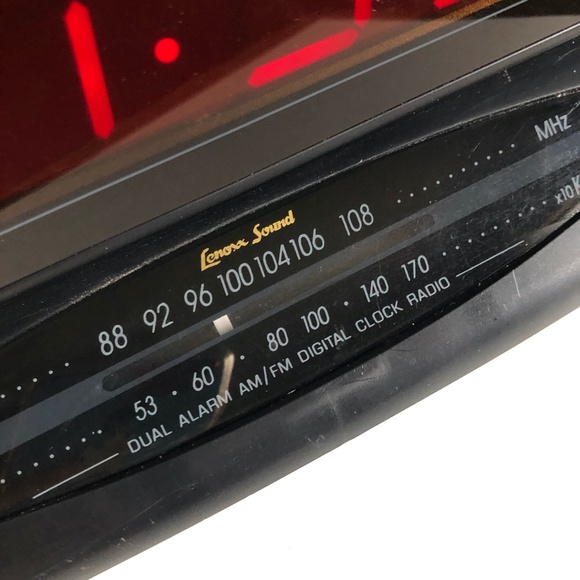 Lenoxx Sound
88 92 96 100 104 106 108 MHz
53 · 60 · 80 100 · 140 170 x10K
DUAL ALARM AM/FM DIGITAL CLOCK RADIO